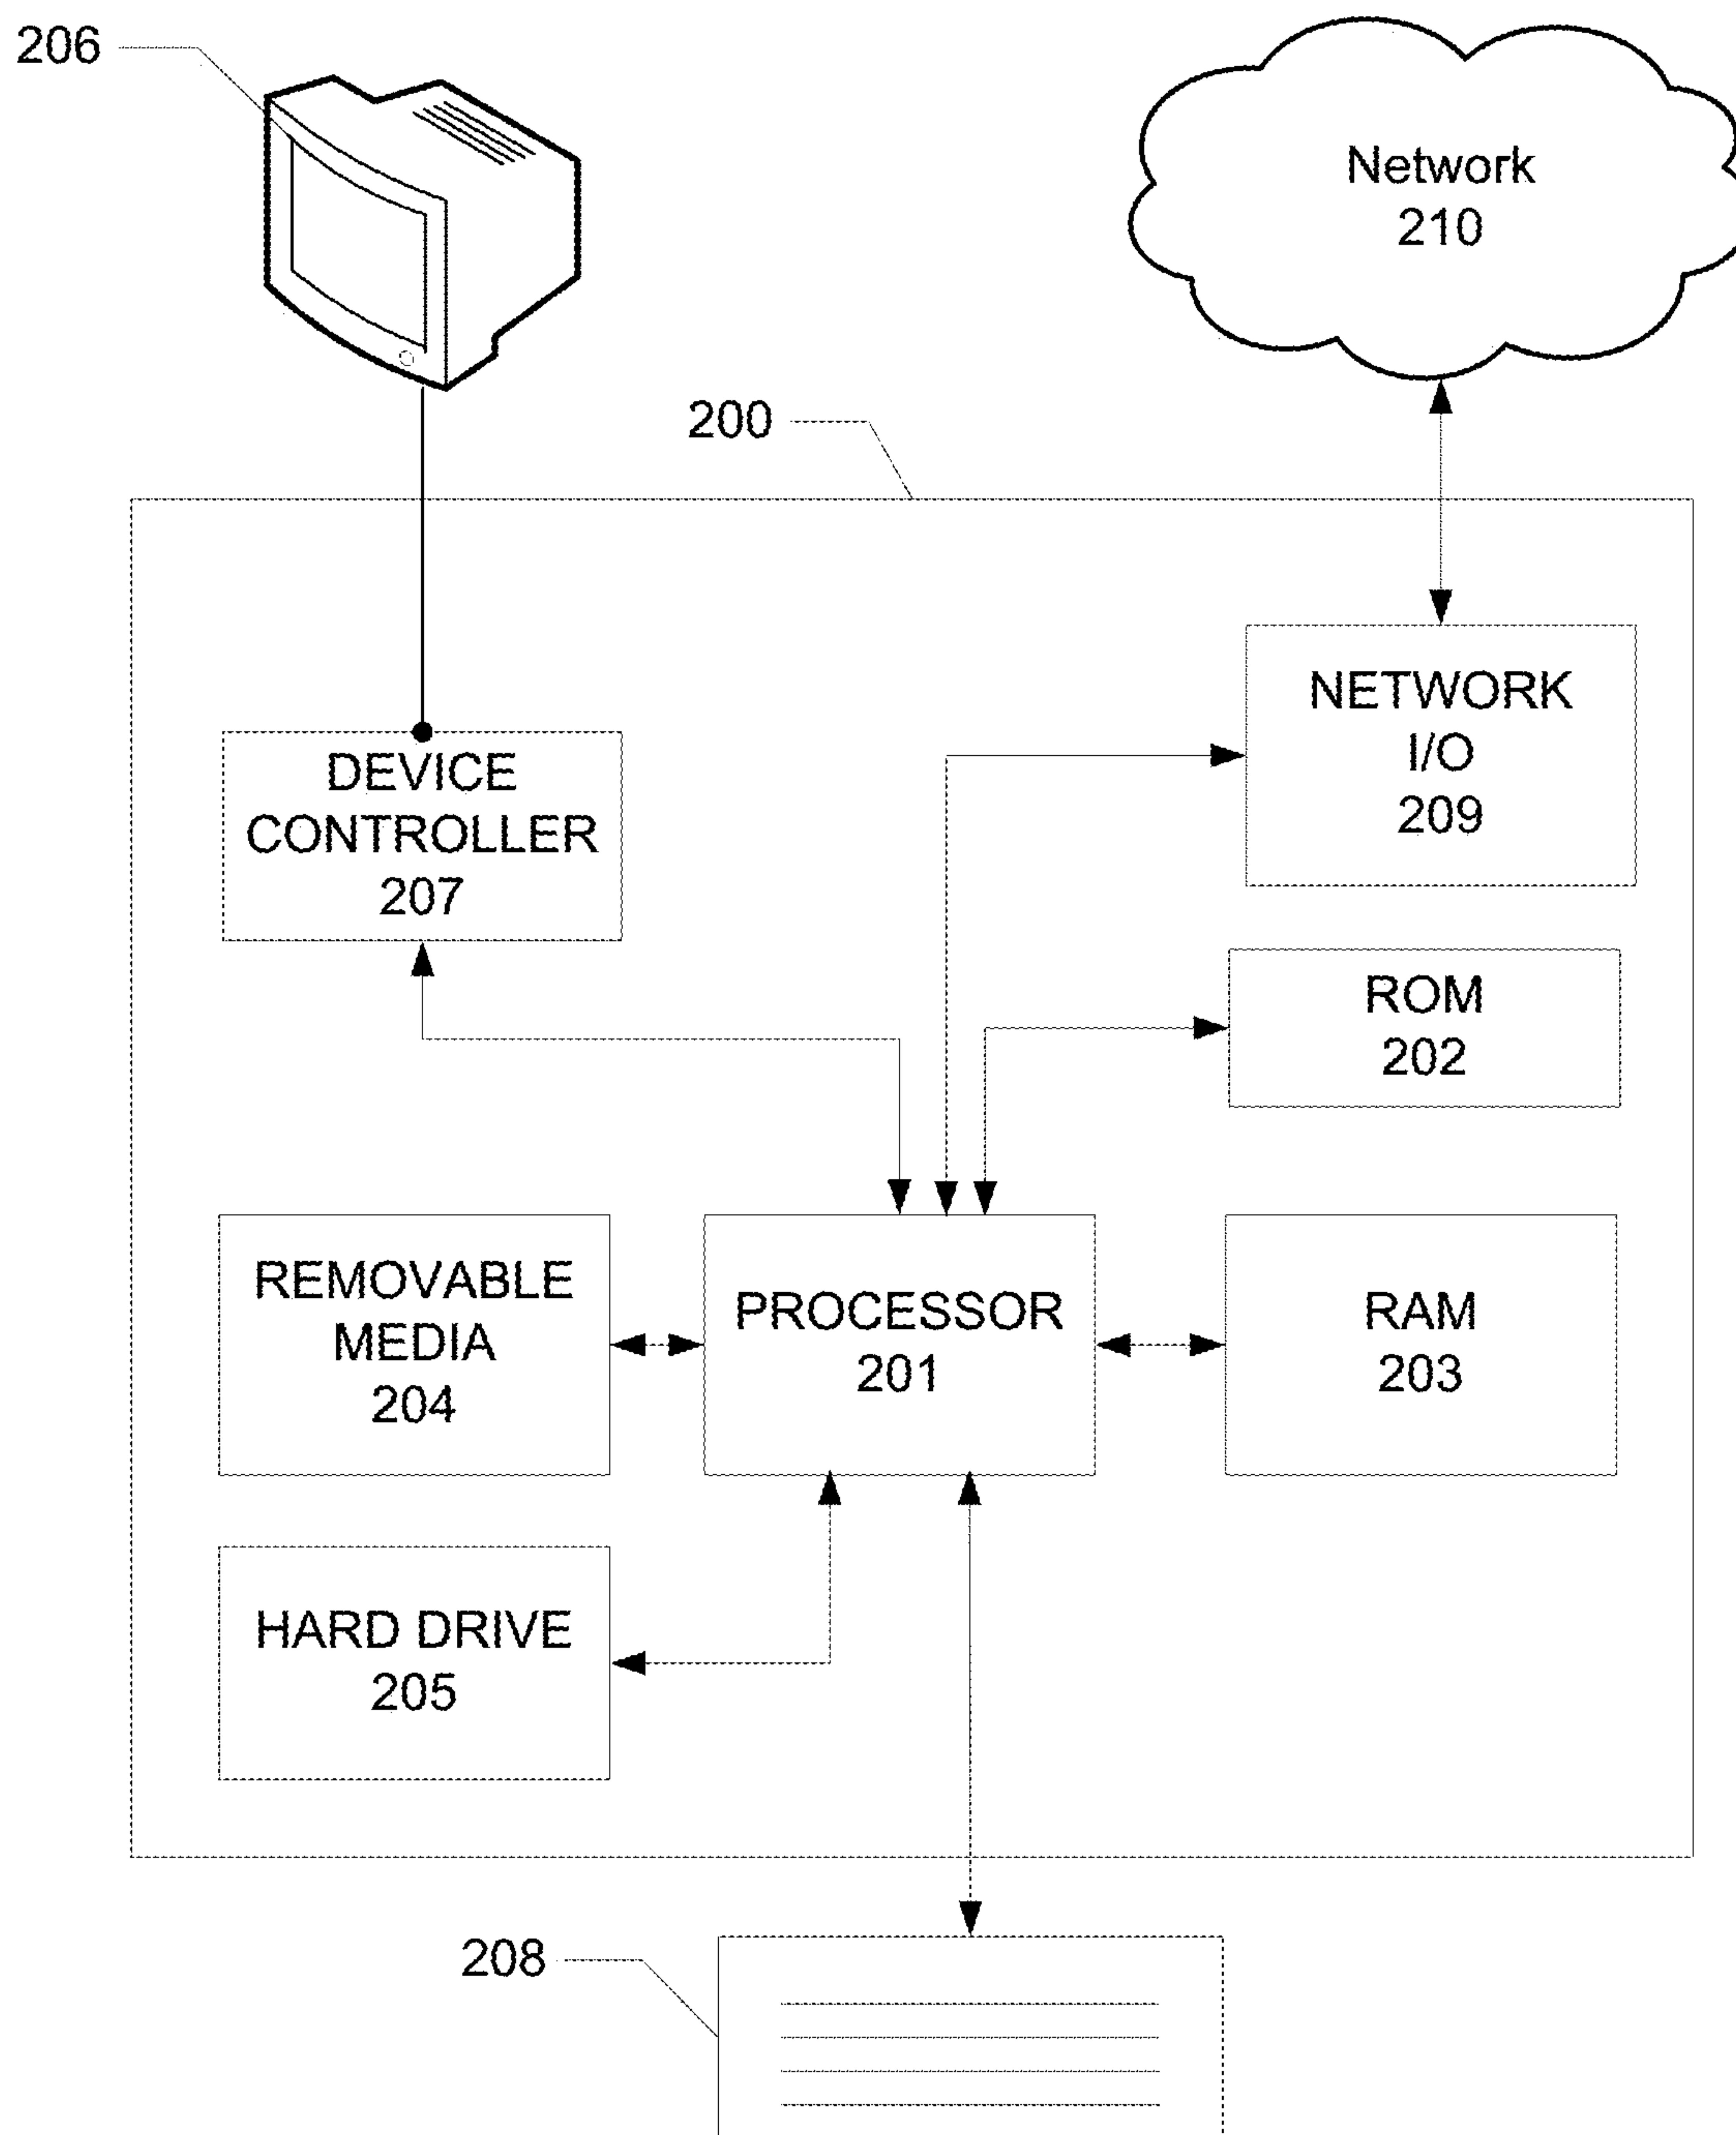 206
Network
210
200
NETWORK
I/O
209
DEVICE
CONTROLLER
207
ROM
202
REMOVABLE
MEDIA
204
PROCESSOR
201
RAM
203
HARD DRIVE
205
208